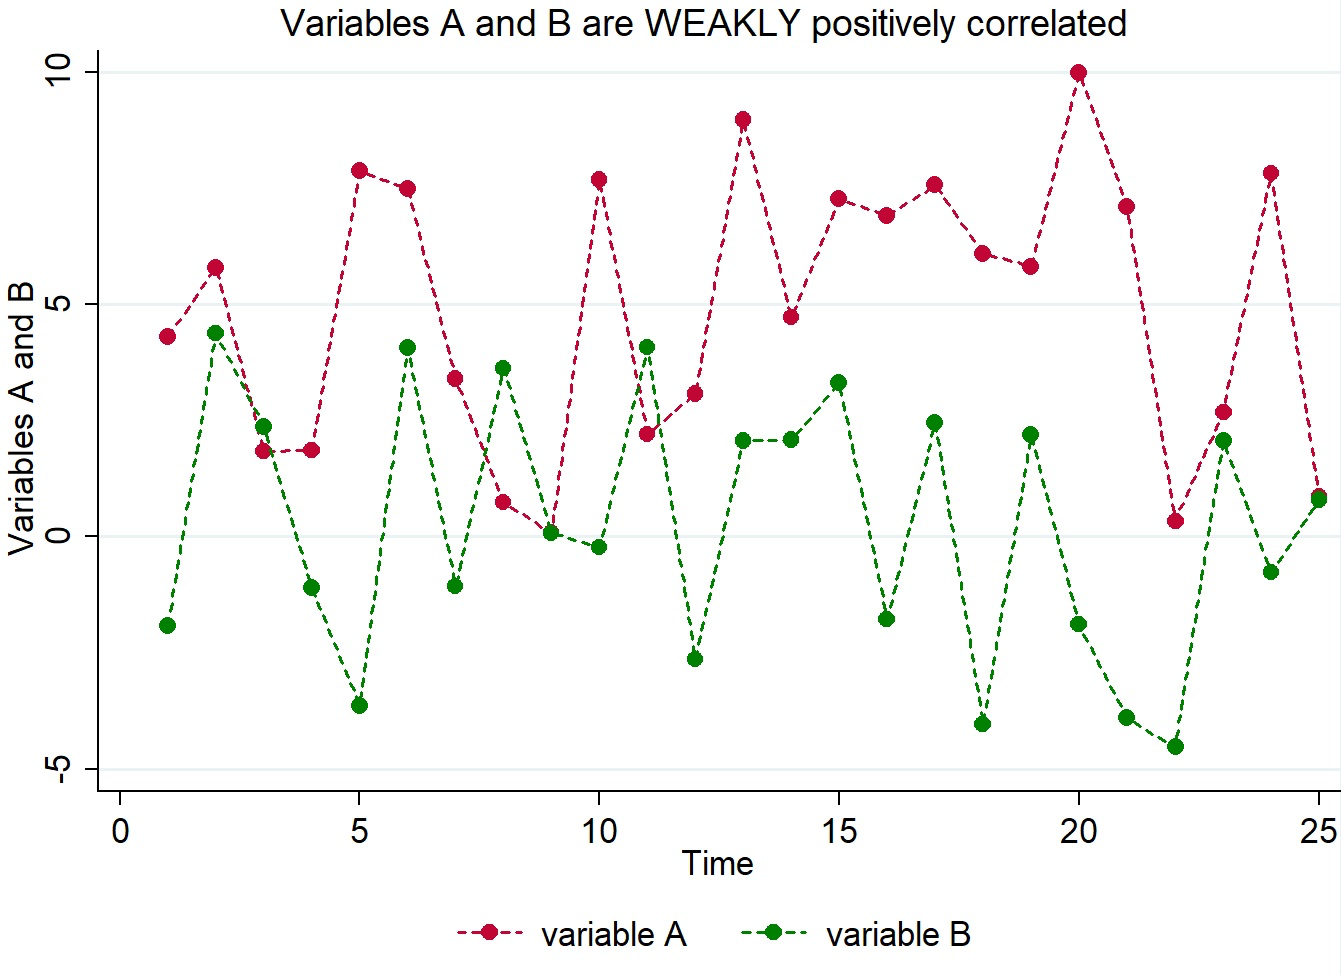 Variables A and B are WEAKLY positively correlated
Variables A and B
10
5
0
-5
0 5 10 15 20 25
Time
variable A variable B